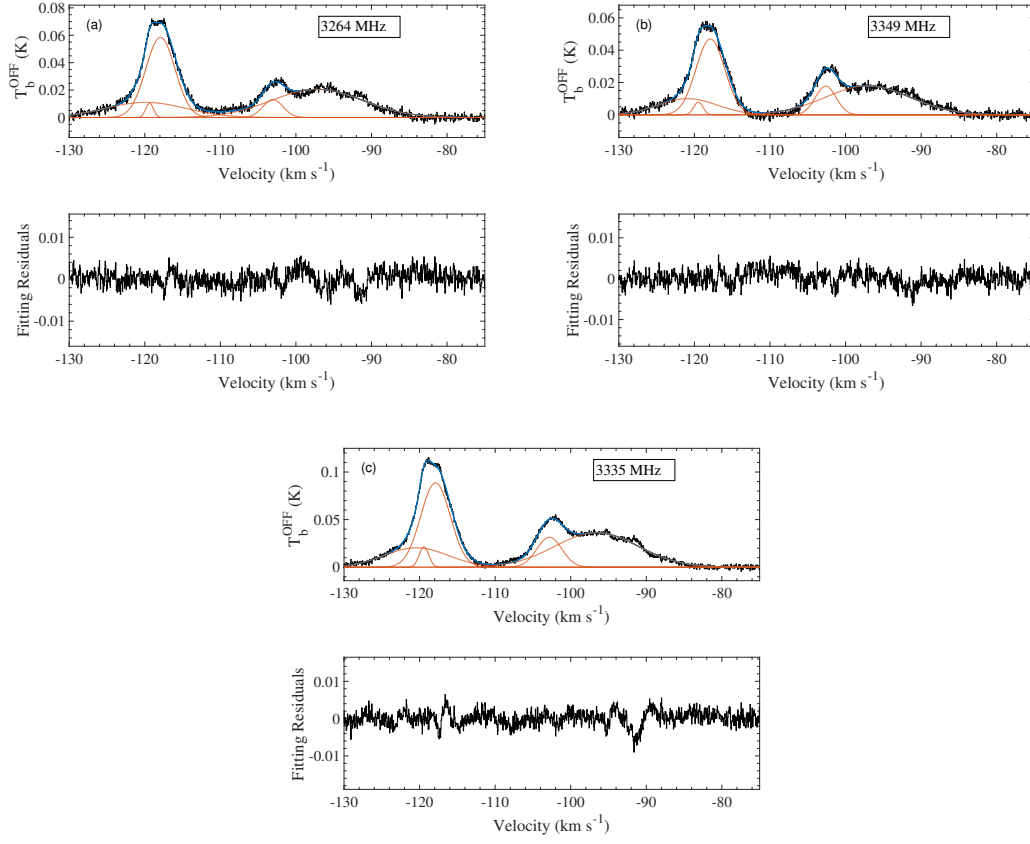 (a)
3264 MHz
T_b^OFF (K)
0.08
0.06
0.04
0.02
0
-130 -120 -110 -100 -90 -80
Velocity (km s^-1)
Fitting Residuals
0.01
0
-0.01
-130 -120 -110 -100 -90 -80
Velocity (km s^-1)
(b)
3349 MHz
T_b^OFF (K)
0.06
0.04
0.02
0
-130 -120 -110 -100 -90 -80
Velocity (km s^-1)
Fitting Residuals
0.01
0
-0.01
-130 -120 -110 -100 -90 -80
Velocity (km s^-1)
(c)
3335 MHz
T_b^OFF (K)
0.1
0.05
0
-130 -120 -110 -100 -90 -80
Velocity (km s^-1)
Fitting Residuals
0.01
0
-0.01
-130 -120 -110 -100 -90 -80
Velocity (km s^-1)